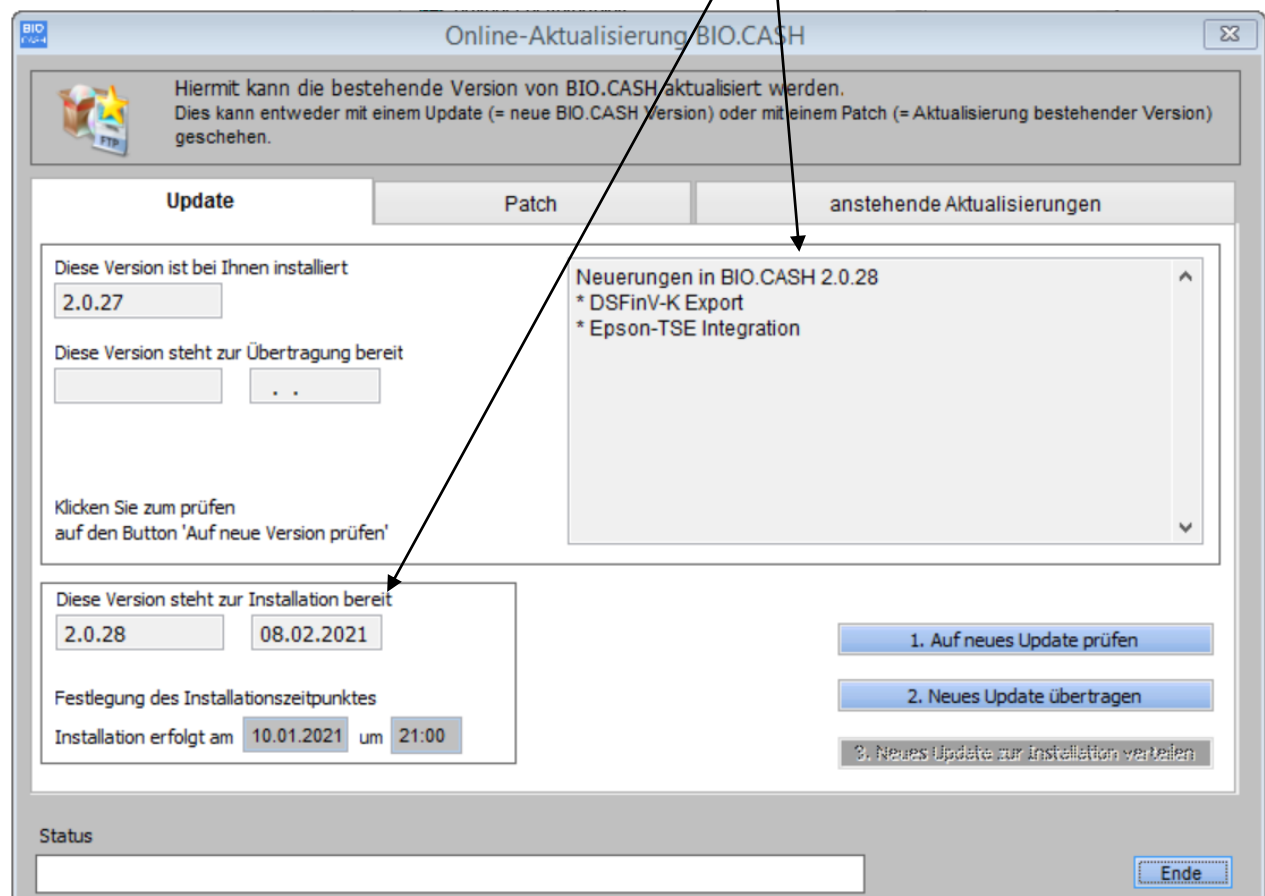 BIO
CASH
Online-Aktualisierung BIO.CASH
Hiermit kann die bestehende Version von BIO.CASH aktualisiert werden.
Dies kann entweder mit einem Update (= neue BIO.CASH Version) oder mit einem Patch (= Aktualisierung bestehender Version)
geschehen.
FTP
Update
Patch
anstehende Aktualisierungen
Diese Version ist bei Ihnen installiert
2.0.27
Diese Version steht zur Übertragung bereit
. .
Klicken Sie zum prüfen
auf den Button 'Auf neue Version prüfen'
Neuerungen in BIO.CASH 2.0.28
* DSFinV-K Export
* Epson-TSE Integration
Diese Version steht zur Installation bereit
2.0.28 08.02.2021
Festlegung des Installationszeitpunktes
Installation erfolgt am 10.01.2021 um 21:00
1. Auf neues Update prüfen
2. Neues Update übertragen
3. Neues Update zur Installation verteilen
Status
Ende